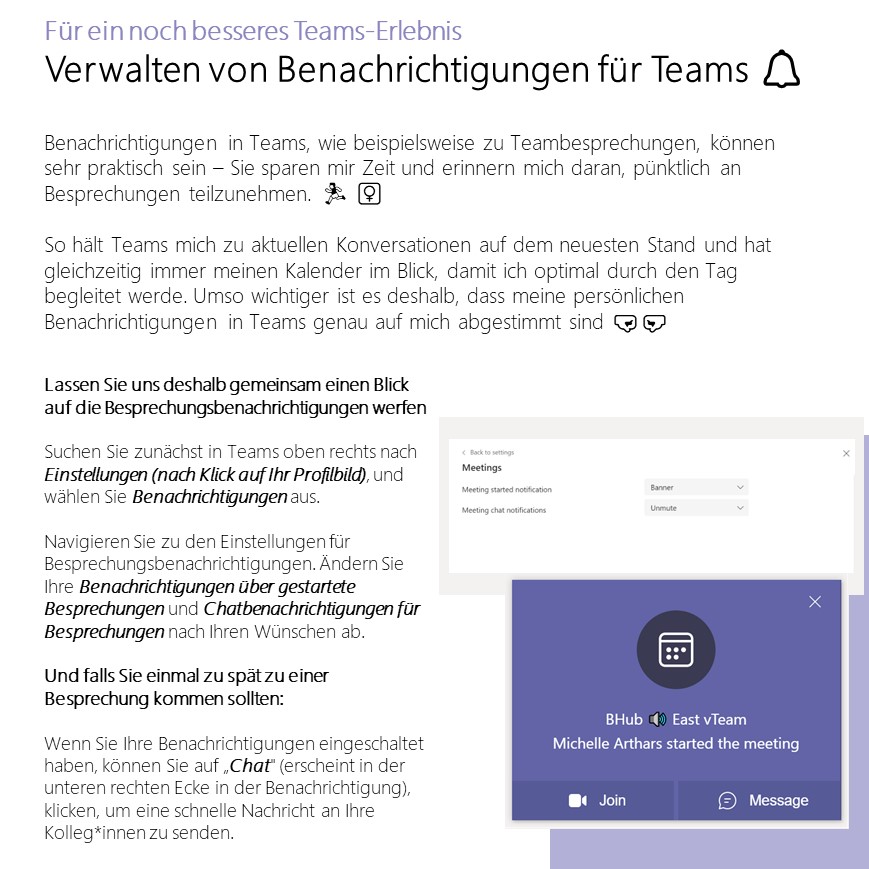 Für ein noch besseres Teams-Erlebnis
Verwalten von Benachrichtigungen für Teams
Benachrichtigungen in Teams, wie beispielsweise zu Teambesprechungen, können
sehr praktisch sein – Sie sparen mir Zeit und erinnern mich daran, pünktlich an
Besprechungen teilzunehmen.
So hält Teams mich zu aktuellen Konversationen auf dem neuesten Stand und hat
gleichzeitig immer meinen Kalender im Blick, damit ich optimal durch den Tag
begleitet werde. Umso wichtiger ist es deshalb, dass meine persönlichen
Benachrichtigungen in Teams genau auf mich abgestimmt sind
Lassen Sie uns deshalb gemeinsam einen Blick
auf die Besprechungsbenachrichtigungen werfen
Suchen Sie zunächst in Teams oben rechts nach
Einstellungen (nach Klick auf Ihr Profilbild), und
wählen Sie Benachrichtigungen aus.
Navigieren Sie zu den Einstellungen für
Besprechungsbenachrichtigungen. Ändern Sie
Ihre Benachrichtigungen über gestartete
Besprechungen und Chatbenachrichtigungen für
Besprechungen nach Ihren Wünschen ab.
Und falls Sie einmal zu spät zu einer
Besprechung kommen sollten:
Wenn Sie Ihre Benachrichtigungen eingeschaltet
haben, können Sie auf „Chat" (erscheint in der
unteren rechten Ecke in der Benachrichtigung),
klicken, um eine schnelle Nachricht an Ihre
Kolleg*innen zu senden.
Back to settings
Meetings
Meeting started notification
Banner
Meeting chat notifications
Unmute
BHub 🔊 East vTeam
Michelle Arthars started the meeting
Join
Message